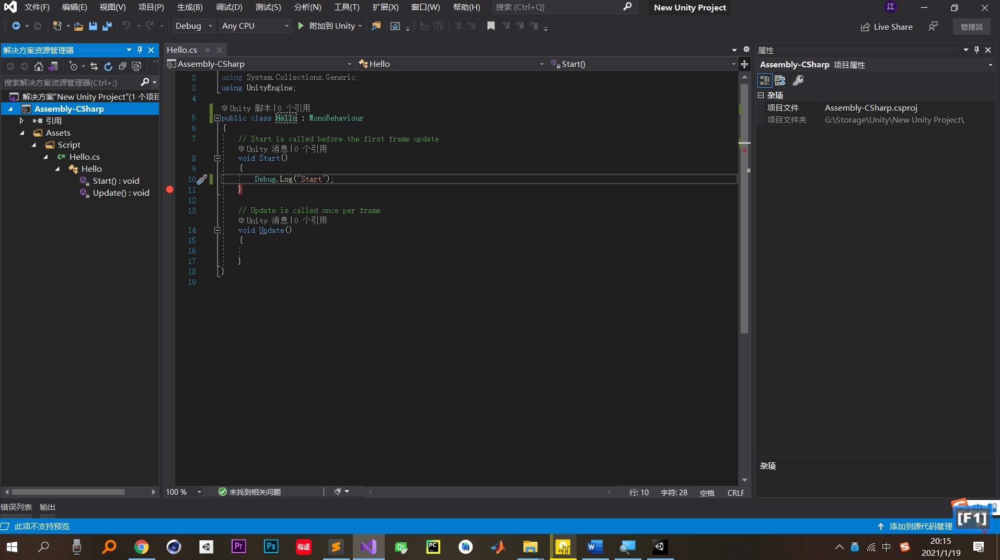 文件(F) 编辑(E) 视图(V) 项目(P) 生成(B) 调试(D) 测试(S) 分析(N) 工具(T) 扩展(X) 窗口(W) 帮助(H) 搜索 (Ctrl+Q) New Unity Project 江
Debug Any CPU 附加到 Unity Live Share 管理员
解决方案资源管理器
搜索解决方案资源管理器(Ctrl+;)
解决方案"New Unity Project"(1 个项目
Assembly-CSharp
引用
Assets
Script
C# Hello.cs
Hello
Start() : void
Update() : void
Hello.cs
Assembly-CSharp Hello Start()
2 using System.Collections.Generic;
3 using UnityEngine;
4
Unity 脚本|0 个引用
5 public class Hello : MonoBehaviour
6 {
7 // Start is called before the first frame update
Unity 消息|0 个引用
8 void Start()
9 {
10 Debug.Log("Start");
11 }
12
13 // Update is called once per frame
Unity 消息|0 个引用
14 void Update()
15 {
16
17 }
18 }
19
100 % 未找到相关问题 行: 10 字符: 28 空格 CRLF
属性
Assembly-CSharp 项目属性
杂项
项目文件 Assembly-CSharp.csproj
项目文件夹 G:\Storage\Unity\New Unity Project\
杂项
错误列表 输出
此项不支持预览 添加到源代码管理
[F1]
Pr Ps 有道 Qt PC W 中 S
20:15
2021/1/19